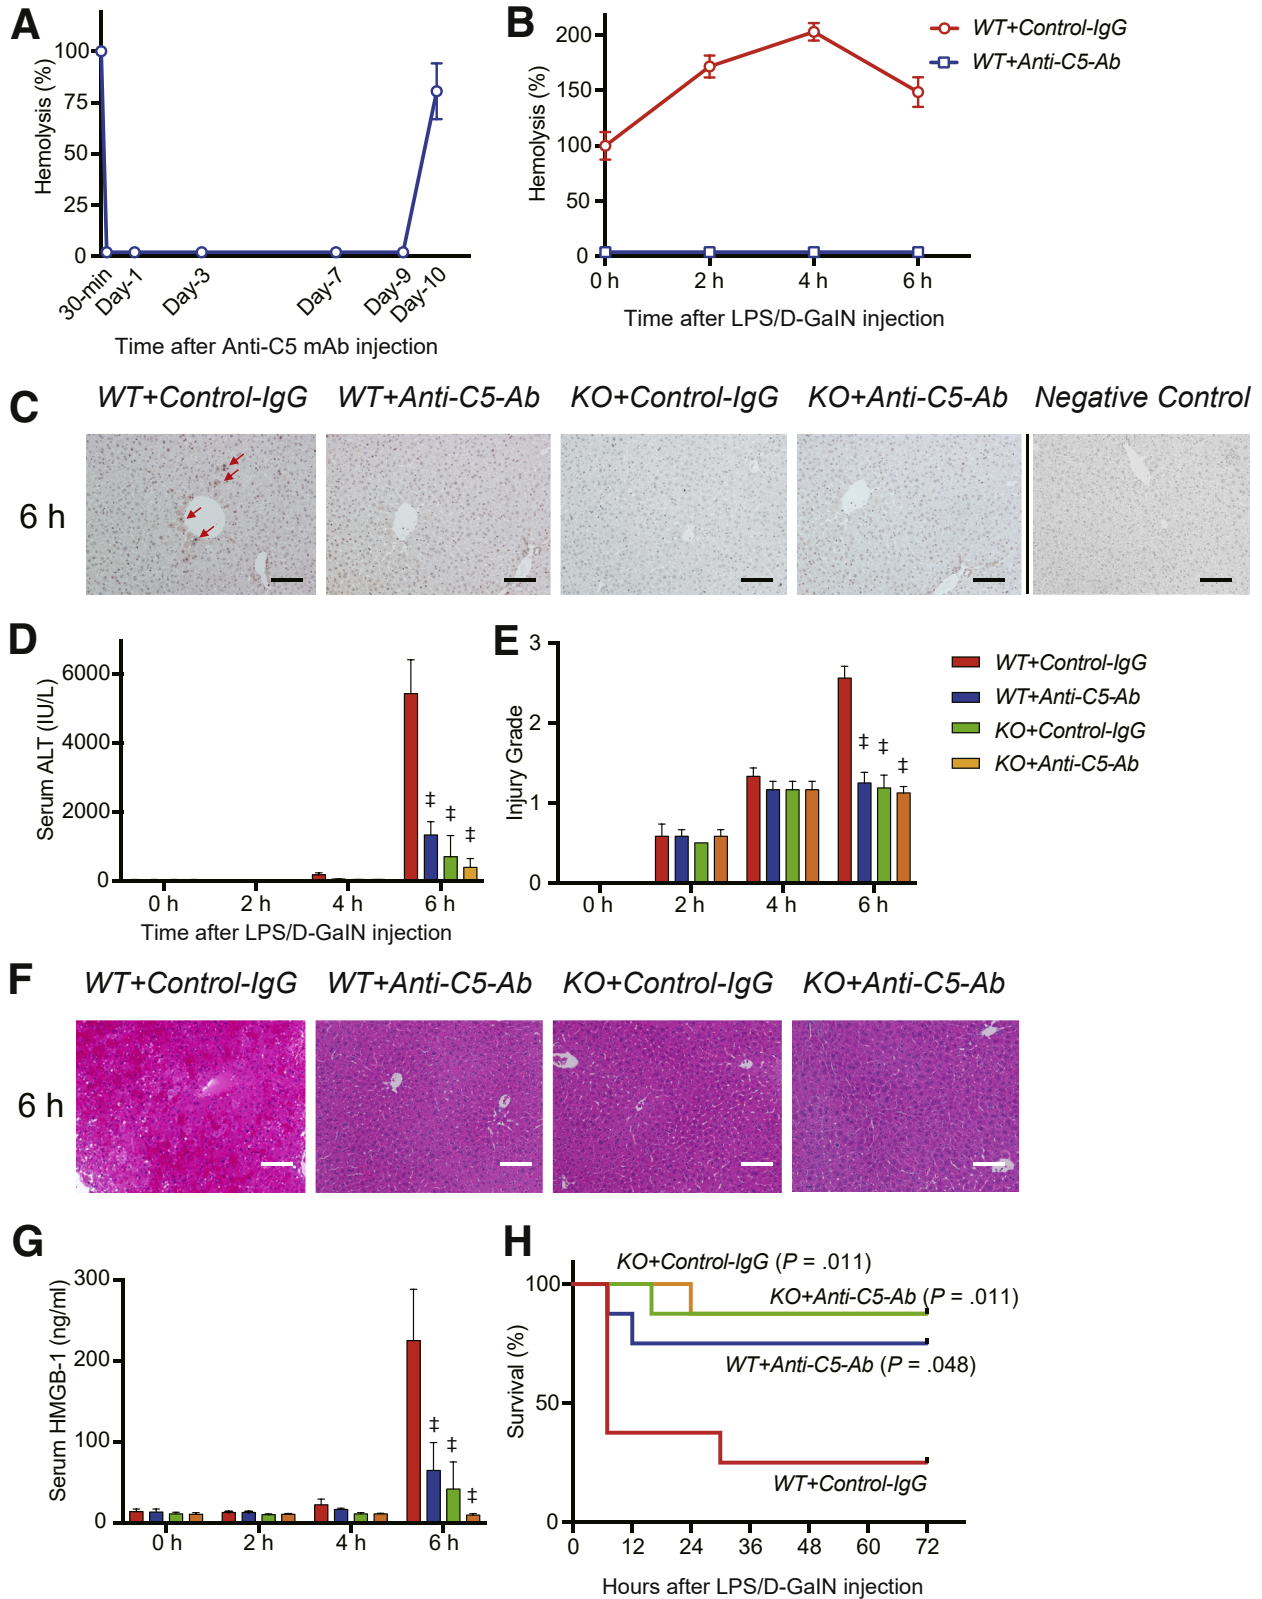 A
Hemolysis (%)
100
75
50
25
0
30-min
Day-1
Day-3
Day-7
Day-9
Day-10
Time after Anti-C5 mAb injection
B
Hemolysis (%)
200
150
100
50
0
0 h
2 h
4 h
6 h
Time after LPS/D-GalN injection
WT+Control-IgG
WT+Anti-C5-Ab
C
WT+Control-IgG
WT+Anti-C5-Ab
KO+Control-IgG
KO+Anti-C5-Ab
Negative Control
6 h
D
Serum ALT (IU/L)
6000
4000
2000
0
‡
‡
‡
0 h
2 h
4 h
6 h
Time after LPS/D-GalN injection
E
Injury Grade
3
2
1
0
‡
‡
‡
0 h
2 h
4 h
6 h
WT+Control-IgG
WT+Anti-C5-Ab
KO+Control-IgG
KO+Anti-C5-Ab
F
WT+Control-IgG
WT+Anti-C5-Ab
KO+Control-IgG
KO+Anti-C5-Ab
6 h
G
Serum HMGB-1 (ng/ml)
300
200
100
0
‡
‡
‡
0 h
2 h
4 h
6 h
H
Survival (%)
100
50
0
KO+Control-IgG (P = .011)
KO+Anti-C5-Ab (P = .011)
WT+Anti-C5-Ab (P = .048)
WT+Control-IgG
0
12
24
36
48
60
72
Hours after LPS/D-GalN injection